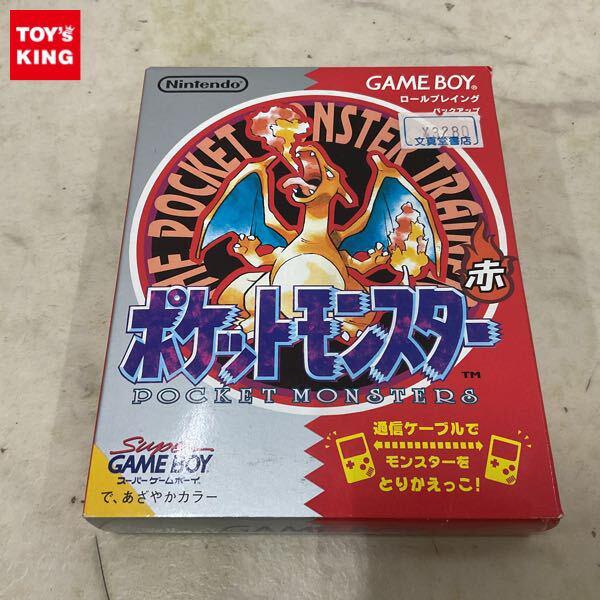 TOY's
KING
Nintendo
GAME BOY
ロールプレイング
バックアップ
¥3280
文真堂書店
POCKET MONSTER TRAINE
赤
ポケットモンスター
TM
POCKET MONSTERS
Super
GAME BOY
スーパーゲームボーイ
で、あざやかカラー
通信ケーブルで
モンスターを
とりかえっこ!